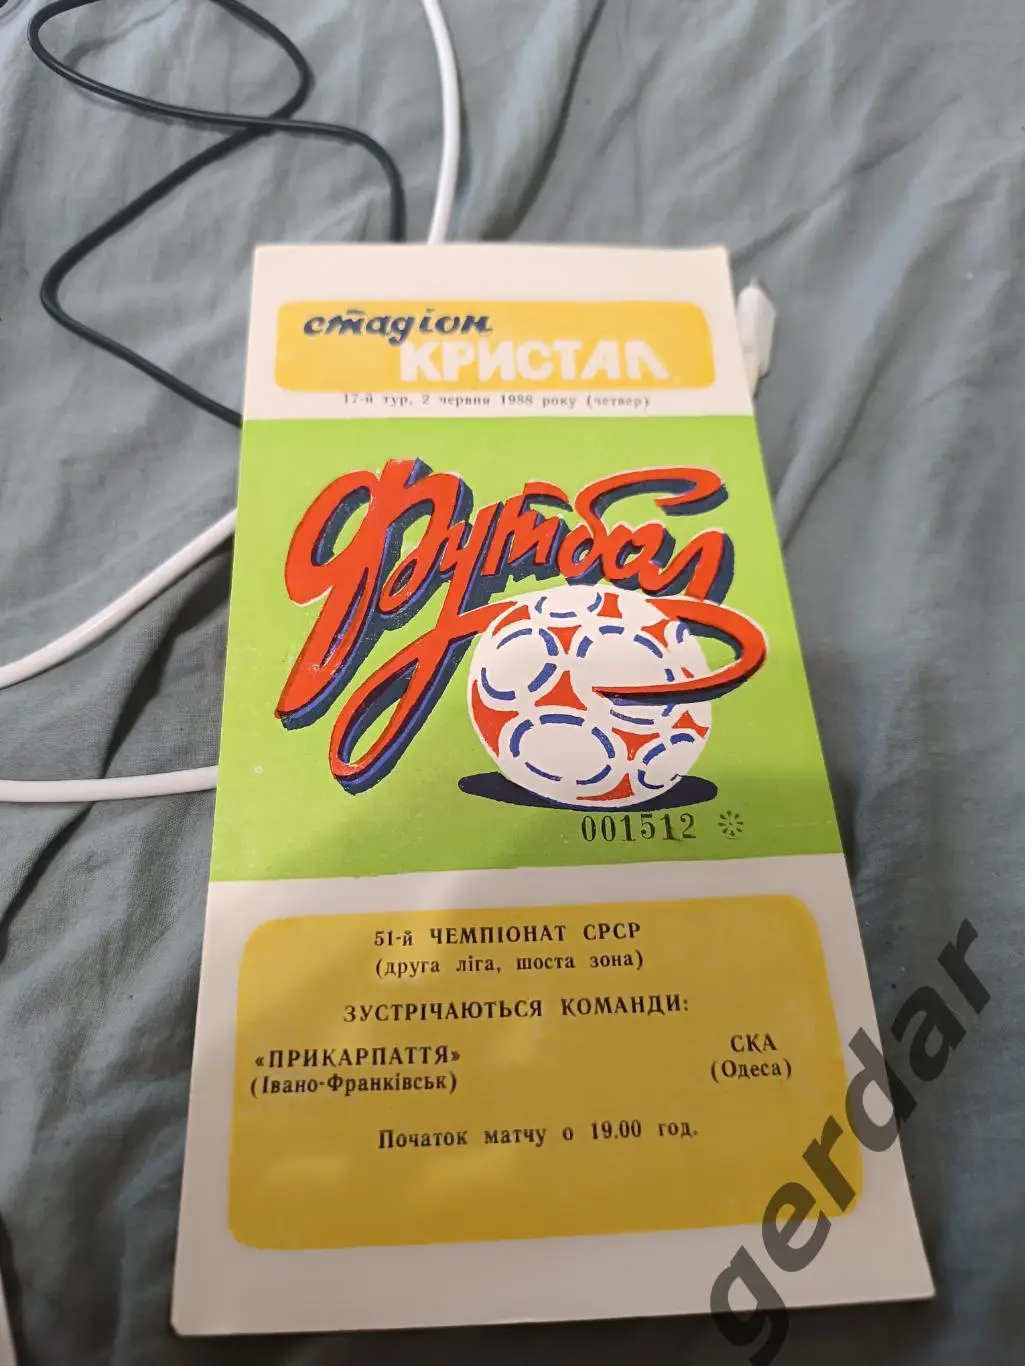 стадіон
КРИСТАЛ
17-й тур, 2 червня 1988 року (четвер)
Футбол
001512
51-й ЧЕМПІОНАТ СРСР
(друга ліга, шоста зона)
ЗУСТРІЧАЮТЬСЯ КОМАНДИ:
«ПРИКАРПАТТЯ» СКА
(Івано-Франківськ) (Одеса)
Початок матчу о 19.00 год.
gerdar